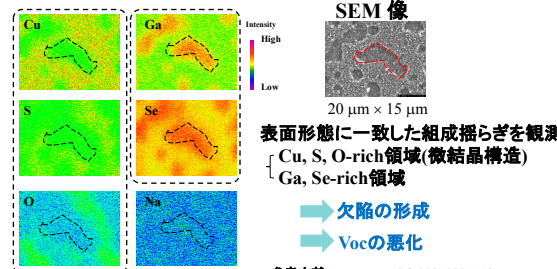 Cu
Ga
Intensity
High
Low
S
Se
O
Na
SEM 像
20 μm × 15 μm
表面形態に一致した組成揺らぎを観測
Cu, S, O-rich領域(微結晶構造)
Ga, Se-rich領域
欠陥の形成
Vocの悪化